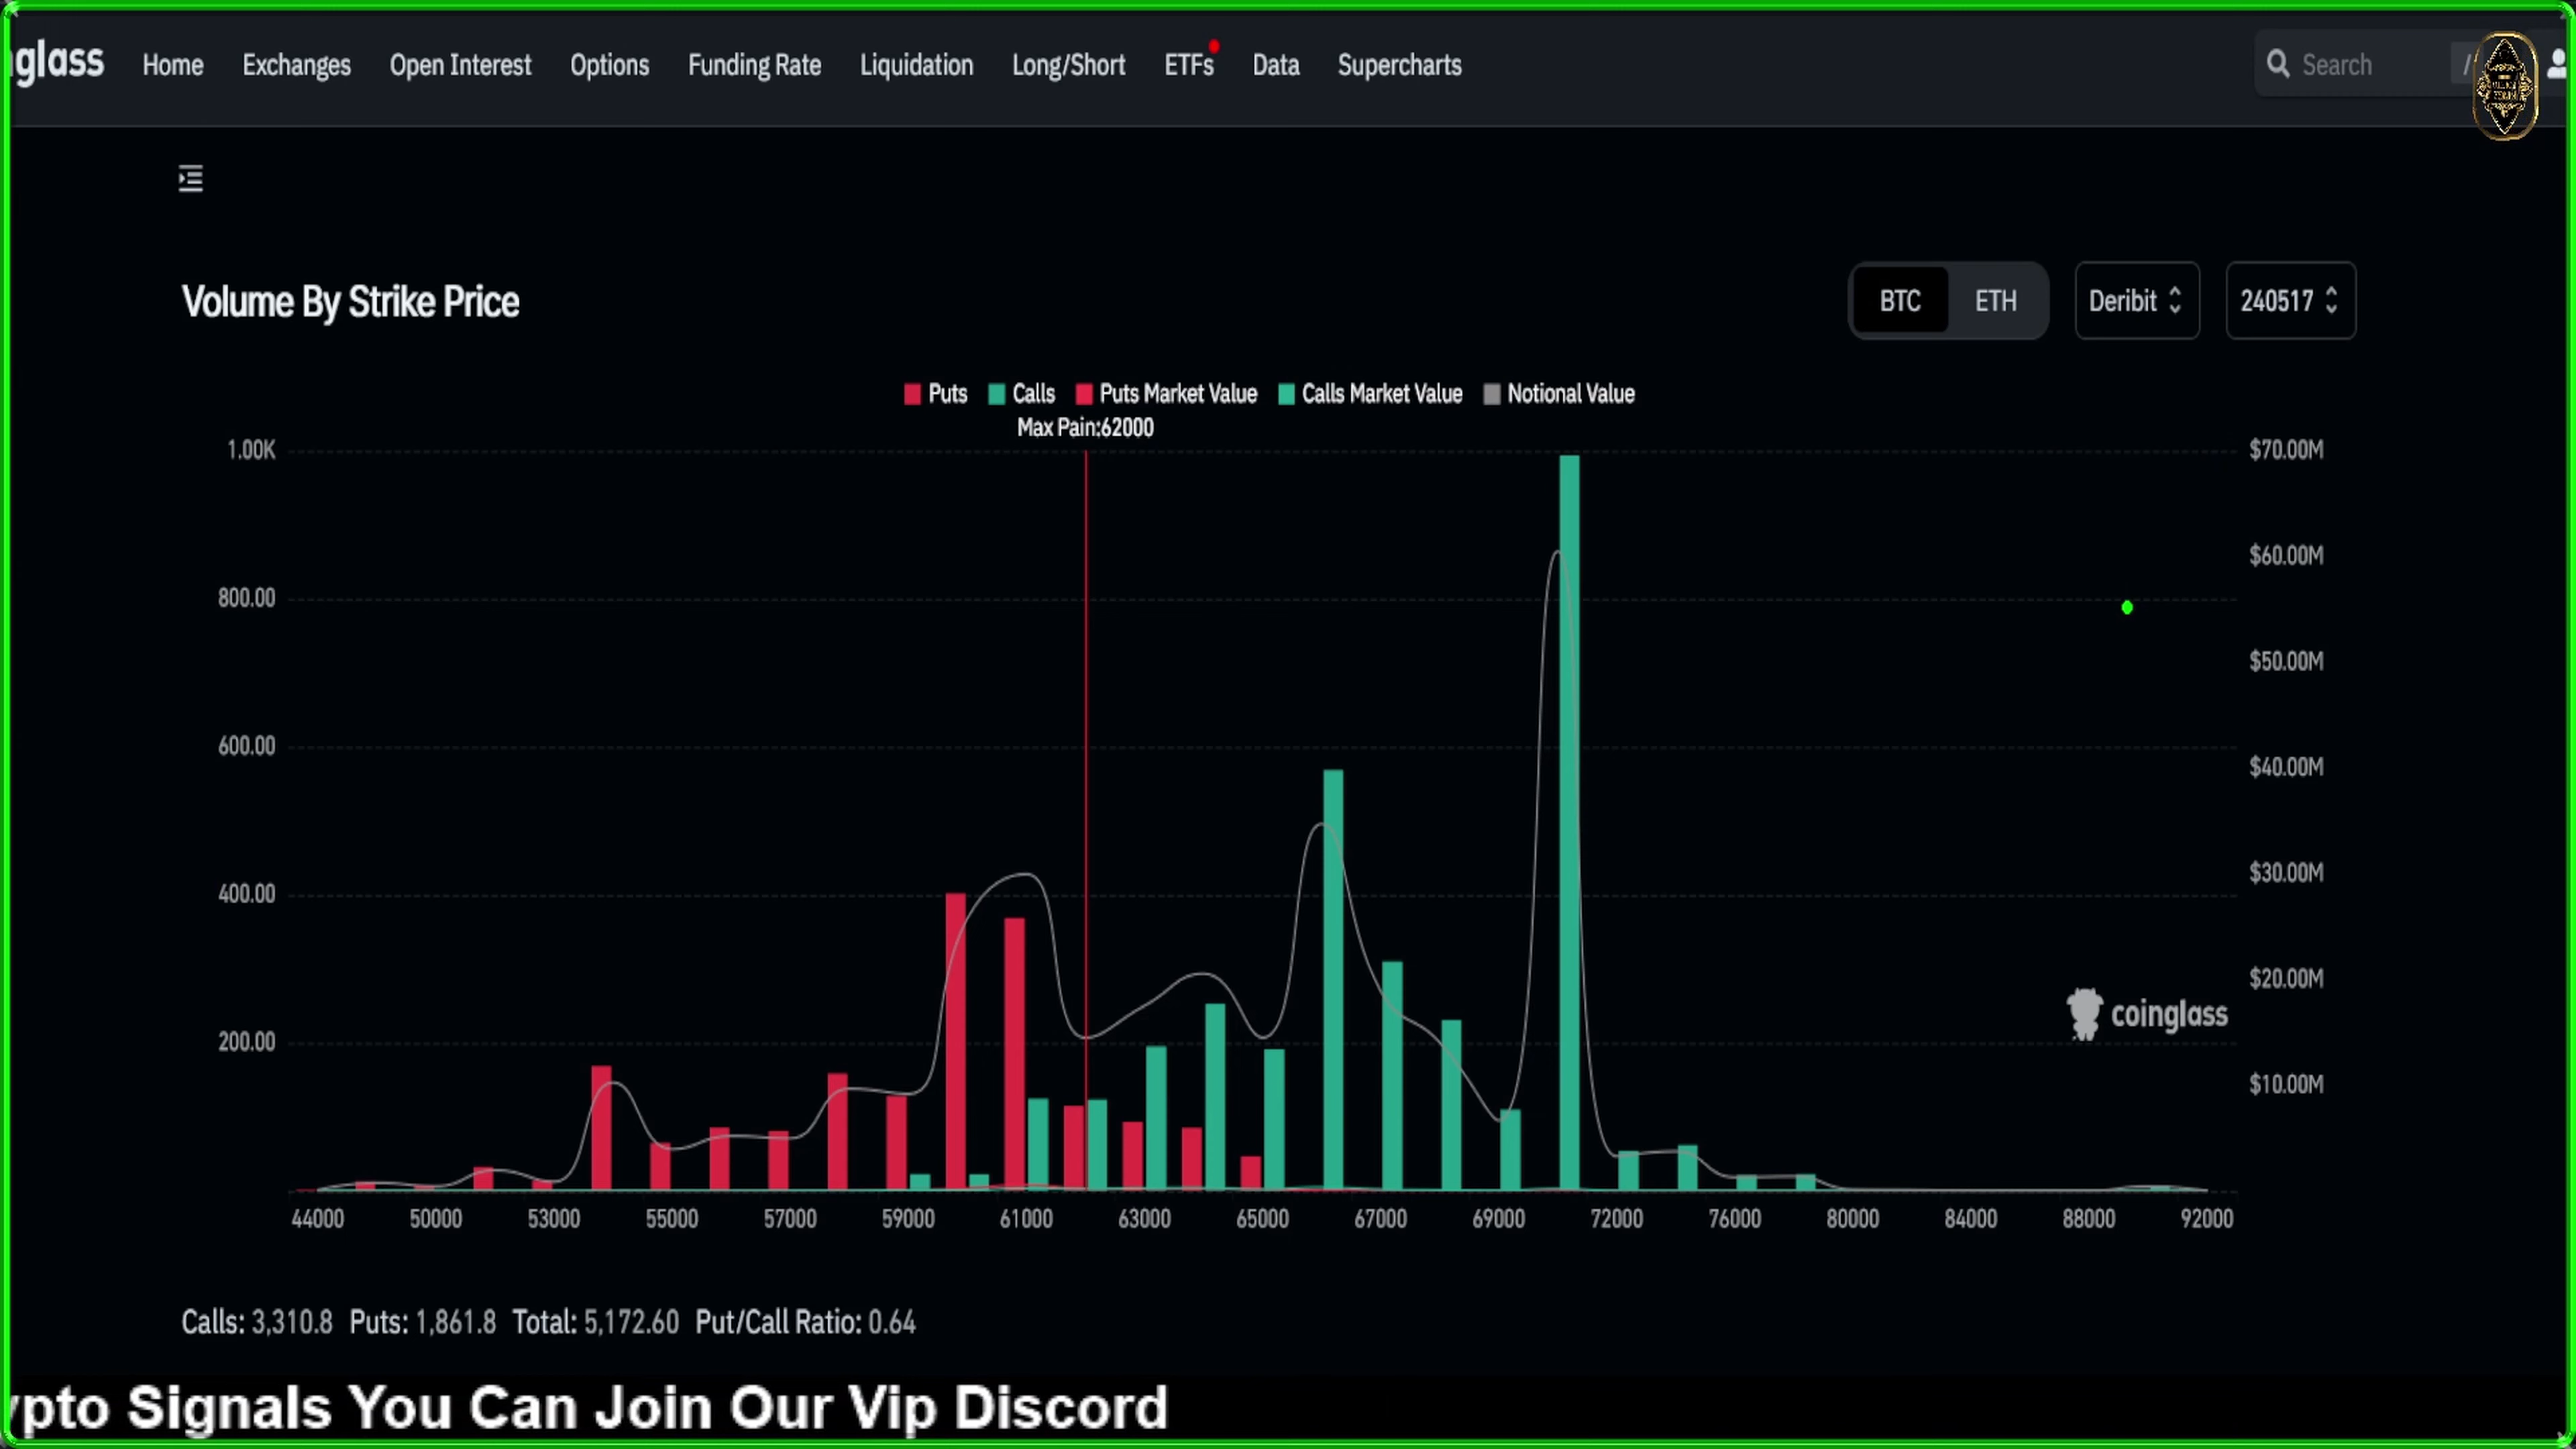 glass Home Exchanges Open Interest Options Funding Rate Liquidation Long/Short ETFs Data Supercharts Search /
Volume By Strike Price BTC ETH Deribit 240517
Puts Calls Puts Market Value Calls Market Value Notional Value
Max Pain:62000
1.00K $70.00M
$60.00M
800.00
$50.00M
600.00 $40.00M
400.00 $30.00M
$20.00M
coinglass
200.00
$10.00M
44000 50000 53000 55000 57000 59000 61000 63000 65000 67000 69000 72000 76000 80000 84000 88000 92000
Calls: 3,310.8 Puts: 1,861.8 Total: 5,172.60 Put/Call Ratio: 0.64
ypto Signals You Can Join Our Vip Discord